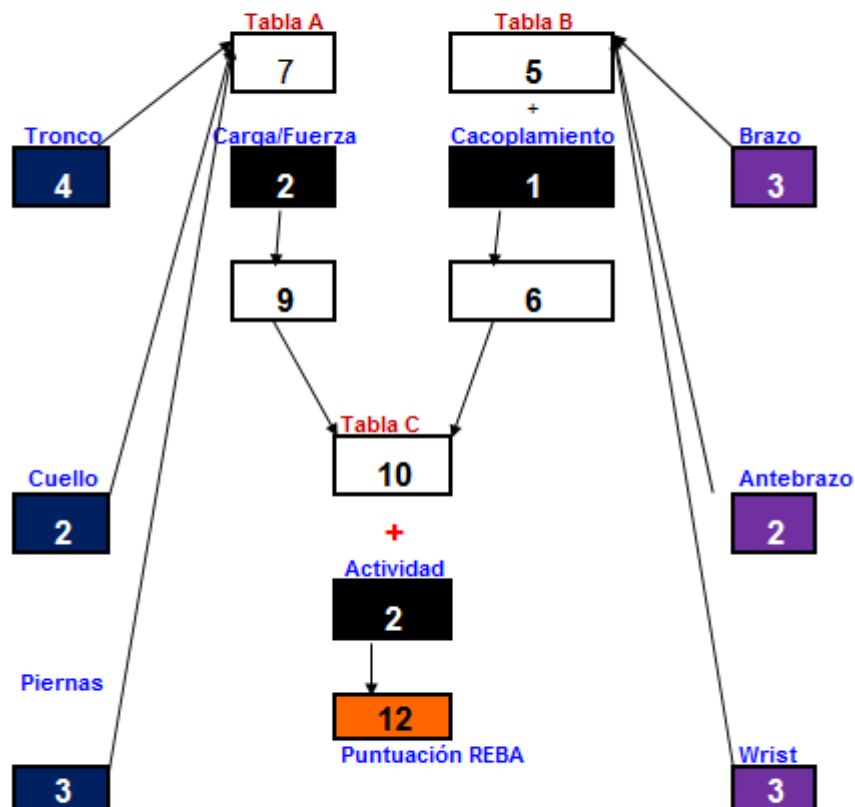 Tabla A
Tabla B
7
5
+
Tronco
Carga/Fuerza
Cacoplamiento
Brazo
4
2
1
3
9
6
Tabla C
10
Cuello
Antebrazo
2
2
+
Actividad
2
Piernas
12
Puntuación REBA
Wrist
3
3